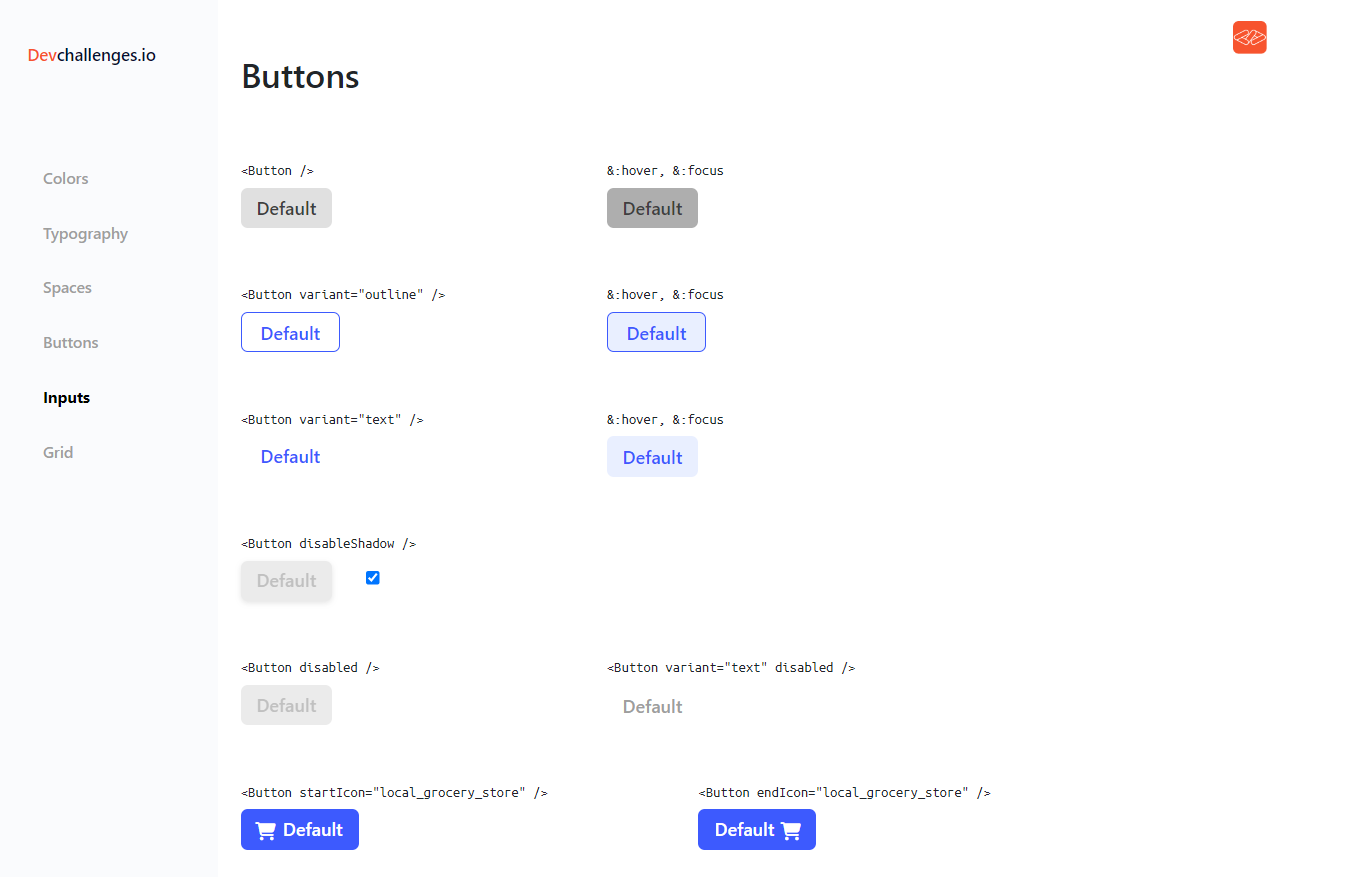 Devchallenges.io
Colors
Typography
Spaces
Buttons
Inputs
Grid
Buttons
<Button />
&:hover, &:focus
Default
Default
<Button variant="outline" />
&:hover, &:focus
Default
Default
<Button variant="text" />
&:hover, &:focus
Default
Default
<Button disableShadow />
Default
<Button disabled />
<Button variant="text" disabled />
Default
Default
<Button startIcon="local_grocery_store" />
<Button endIcon="local_grocery_store" />
Default
Default